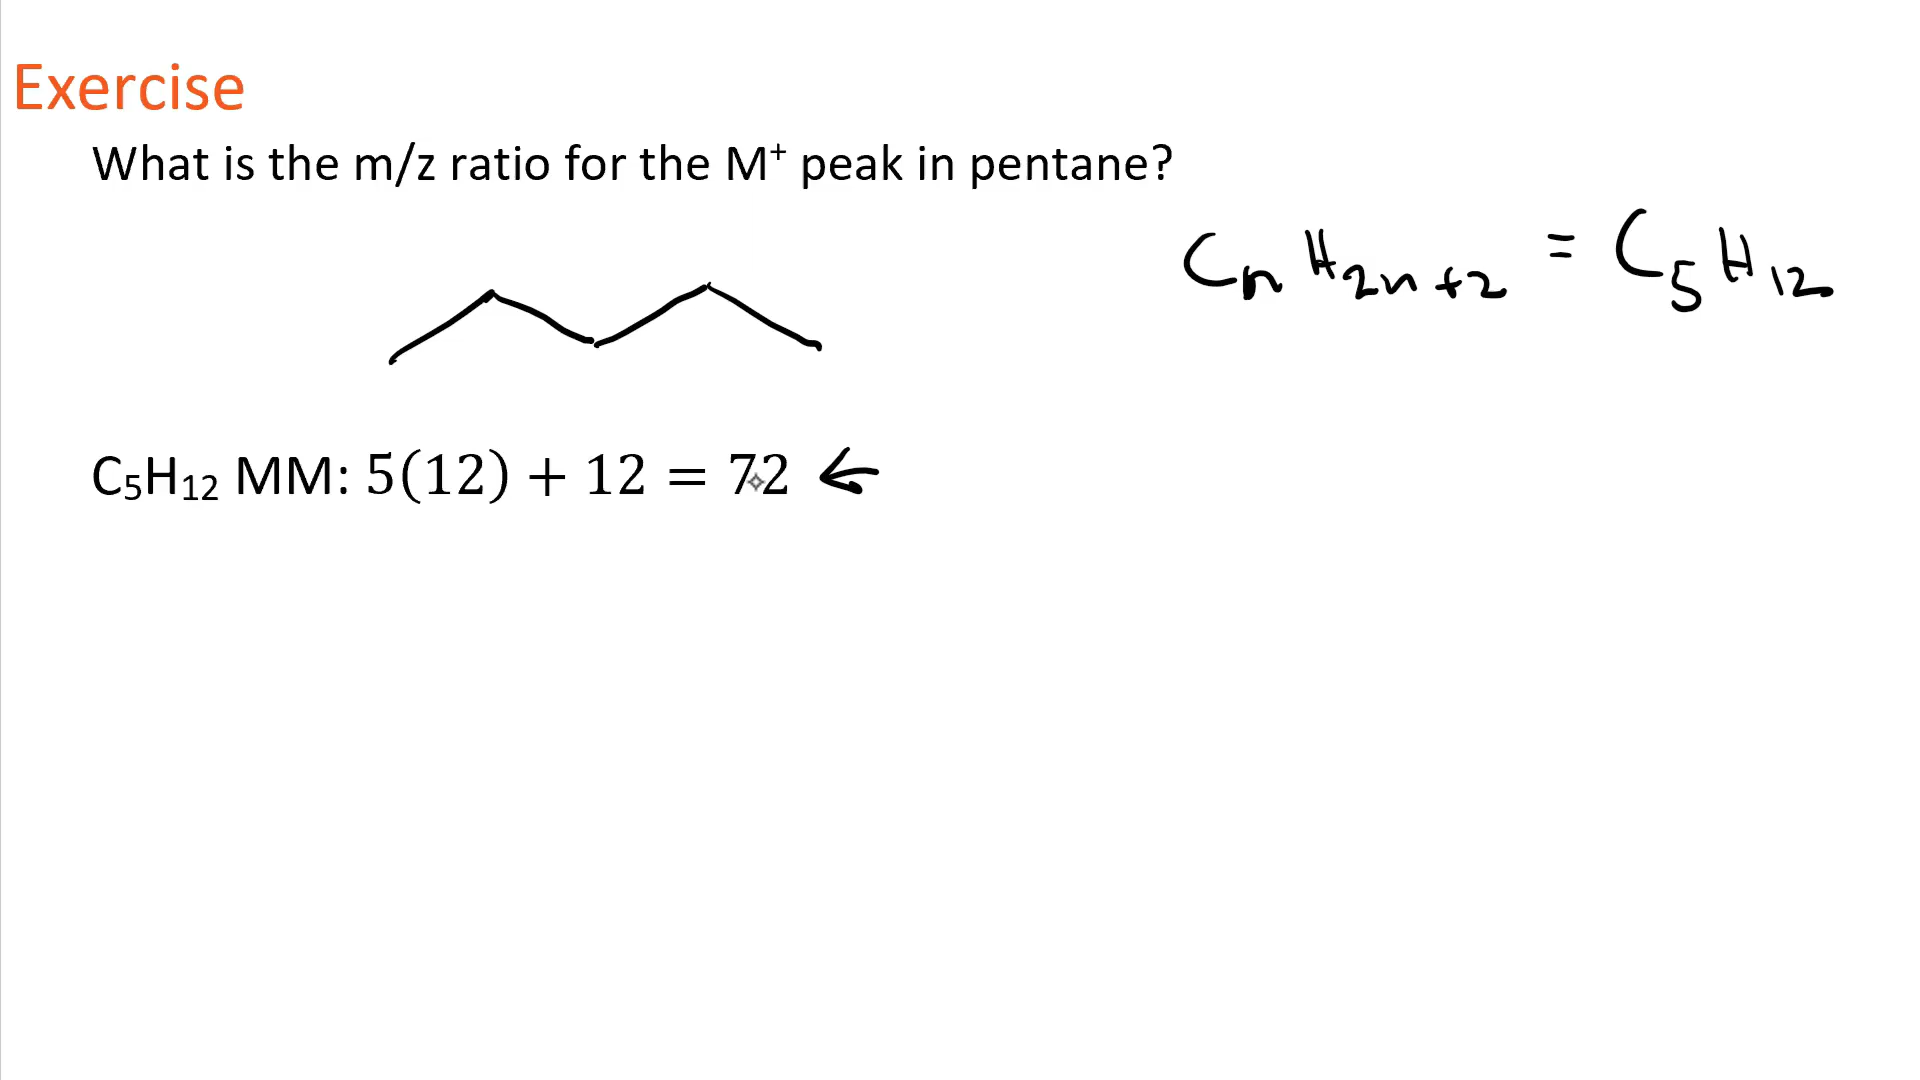 Exercise
What is the m/z ratio for the M⁺ peak in pentane?
CₙH₂ₙ₊₂ = C₅H₁₂
C₅H₁₂ MM: 5(12) + 12 = 72 ←